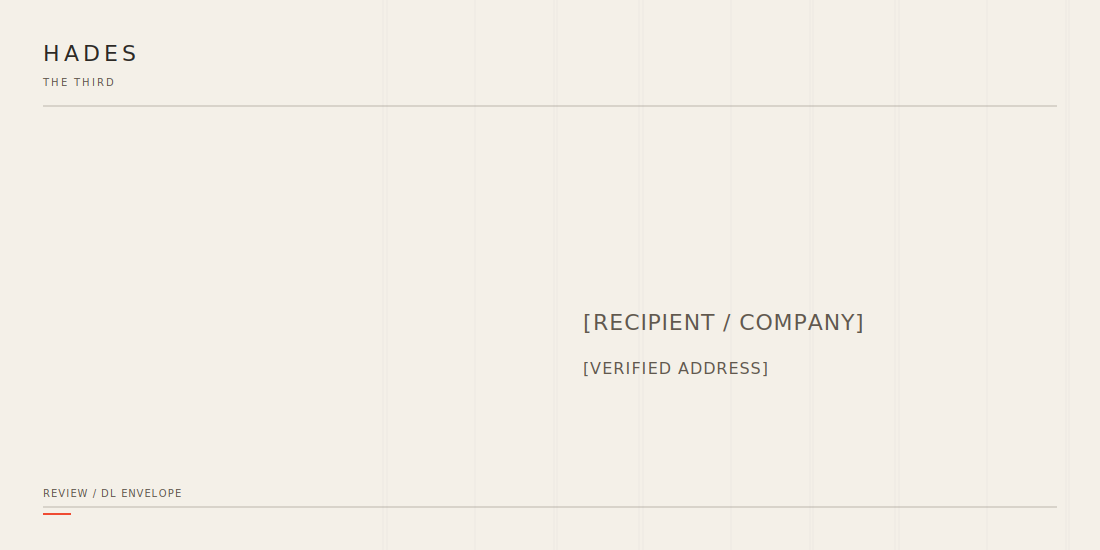 HADES
THE THIRD
[RECIPIENT / COMPANY]
[VERIFIED ADDRESS]
REVIEW / DL ENVELOPE